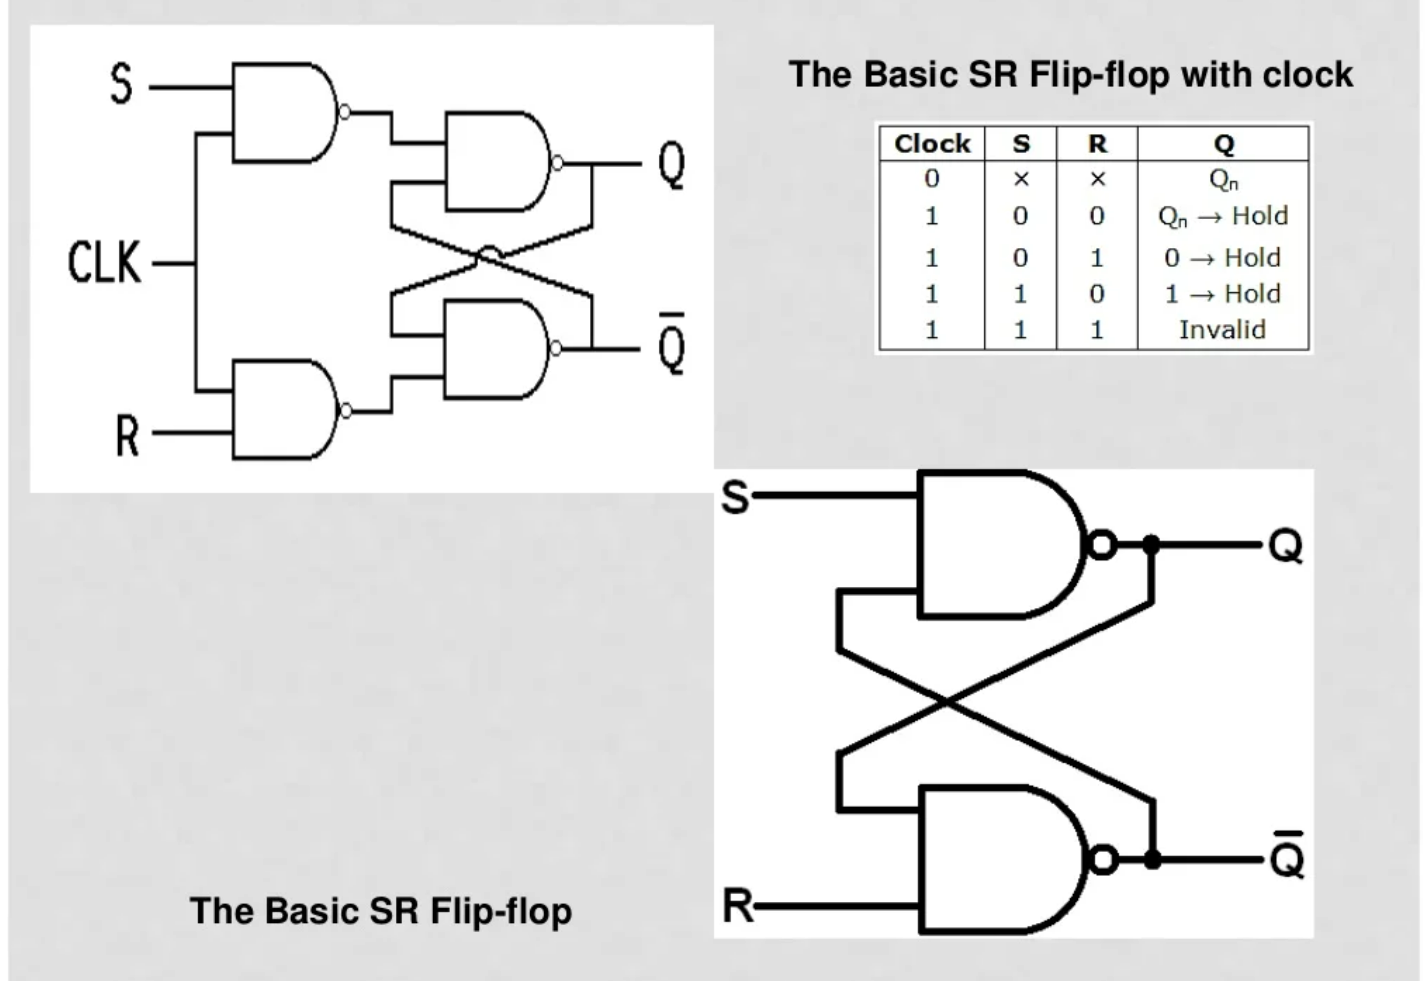 The Basic SR Flip-flop with clock
S
CLK
R
Q
Q̅
Clock S R Q
0 × × Qn
1 0 0 Qn → Hold
1 0 1 0 → Hold
1 1 0 1 → Hold
1 1 1 Invalid
S
R
Q
Q̅
The Basic SR Flip-flop